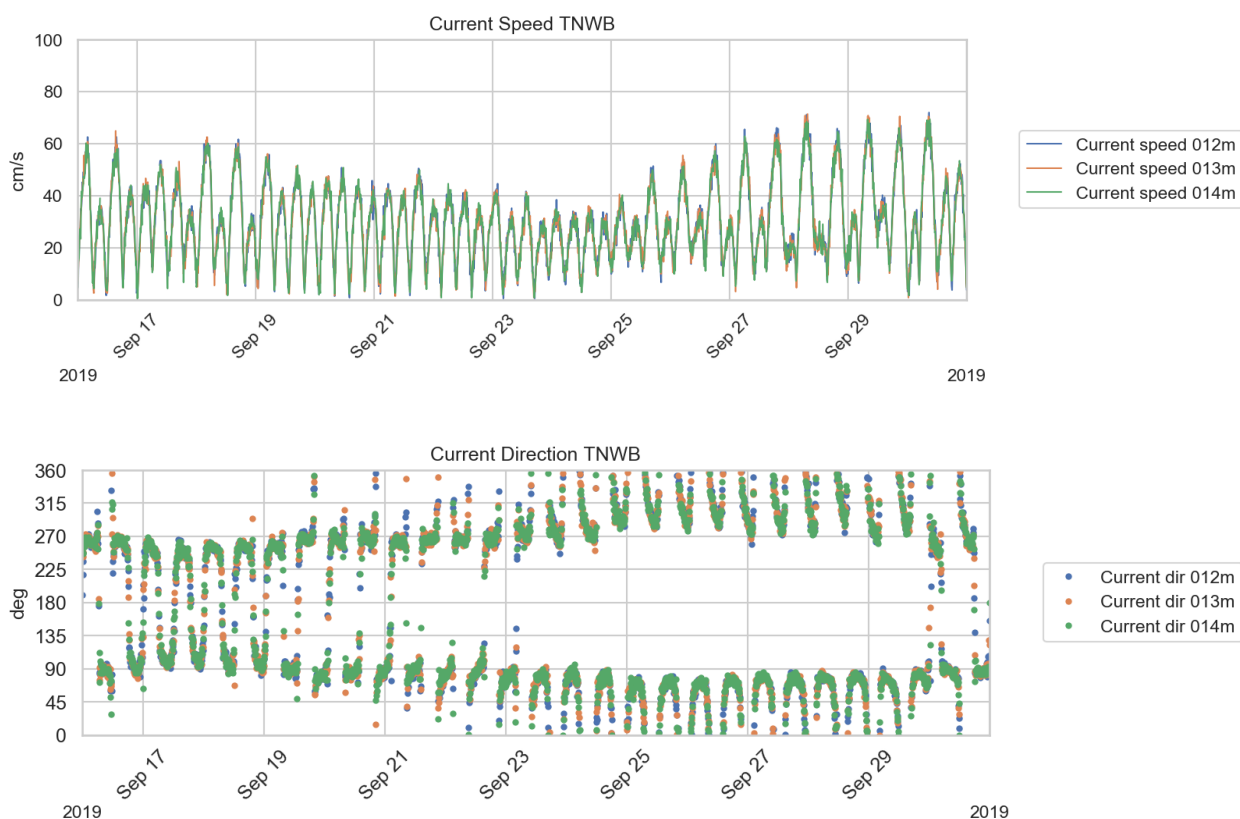 Current Speed TNWB
100
80
60
40
20
0
cm/s
Sep 17
Sep 19
Sep 21
Sep 23
Sep 25
Sep 27
Sep 29
2019
2019
Current speed 012m
Current speed 013m
Current speed 014m
Current Direction TNWB
360
315
270
225
180
135
90
45
0
deg
Sep 17
Sep 19
Sep 21
Sep 23
Sep 25
Sep 27
Sep 29
2019
2019
Current dir 012m
Current dir 013m
Current dir 014m